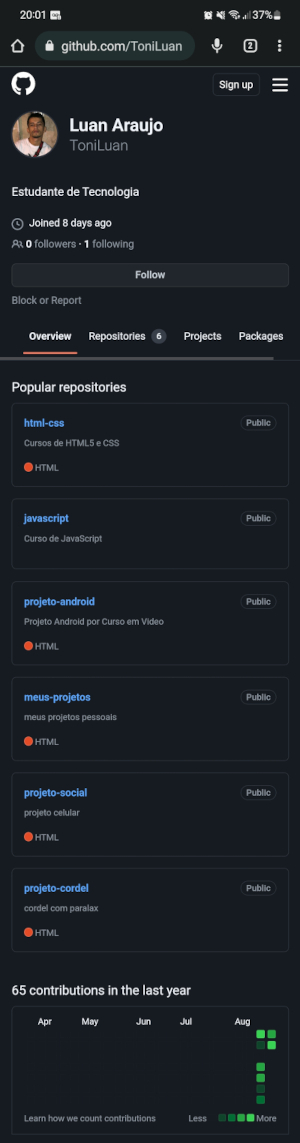 20:01 37%
github.com/ToniLuan 2
Sign up
Luan Araujo
ToniLuan
Estudante de Tecnologia
Joined 8 days ago
0 followers · 1 following
Follow
Block or Report
Overview Repositories 6 Projects Packages
Popular repositories
html-css Public
Cursos de HTML5 e CSS
HTML
javascript Public
Curso de JavaScript
projeto-android Public
Projeto Android por Curso em Video
HTML
meus-projetos Public
meus projetos pessoais
HTML
projeto-social Public
projeto celular
HTML
projeto-cordel Public
cordel com paralax
HTML
65 contributions in the last year
Apr May Jun Jul Aug
Learn how we count contributions Less More